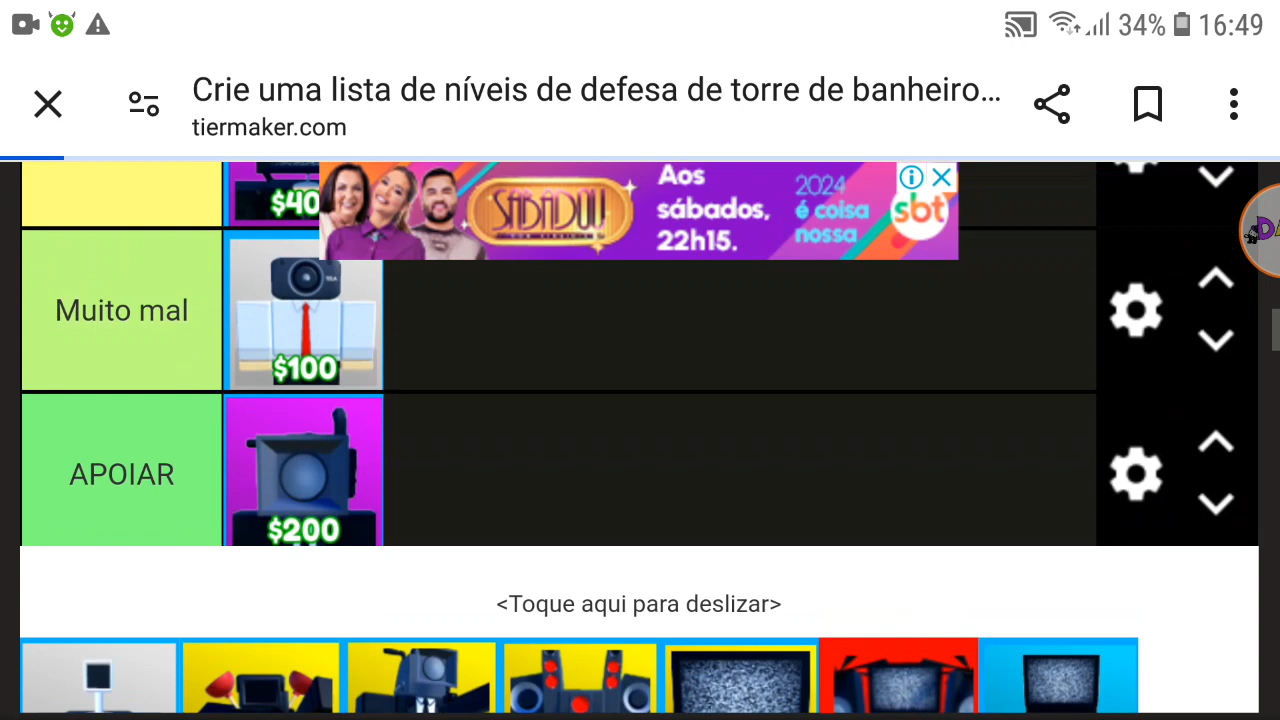 34% 16:49
Crie uma lista de níveis de defesa de torre de banheiro...
tiermaker.com
$40
SABADOU
Aos
sábados,
22h15.
2024
é coisa
nossa
sbt
Muito mal
$100
APOIAR
$200
<Toque aqui para deslizar>